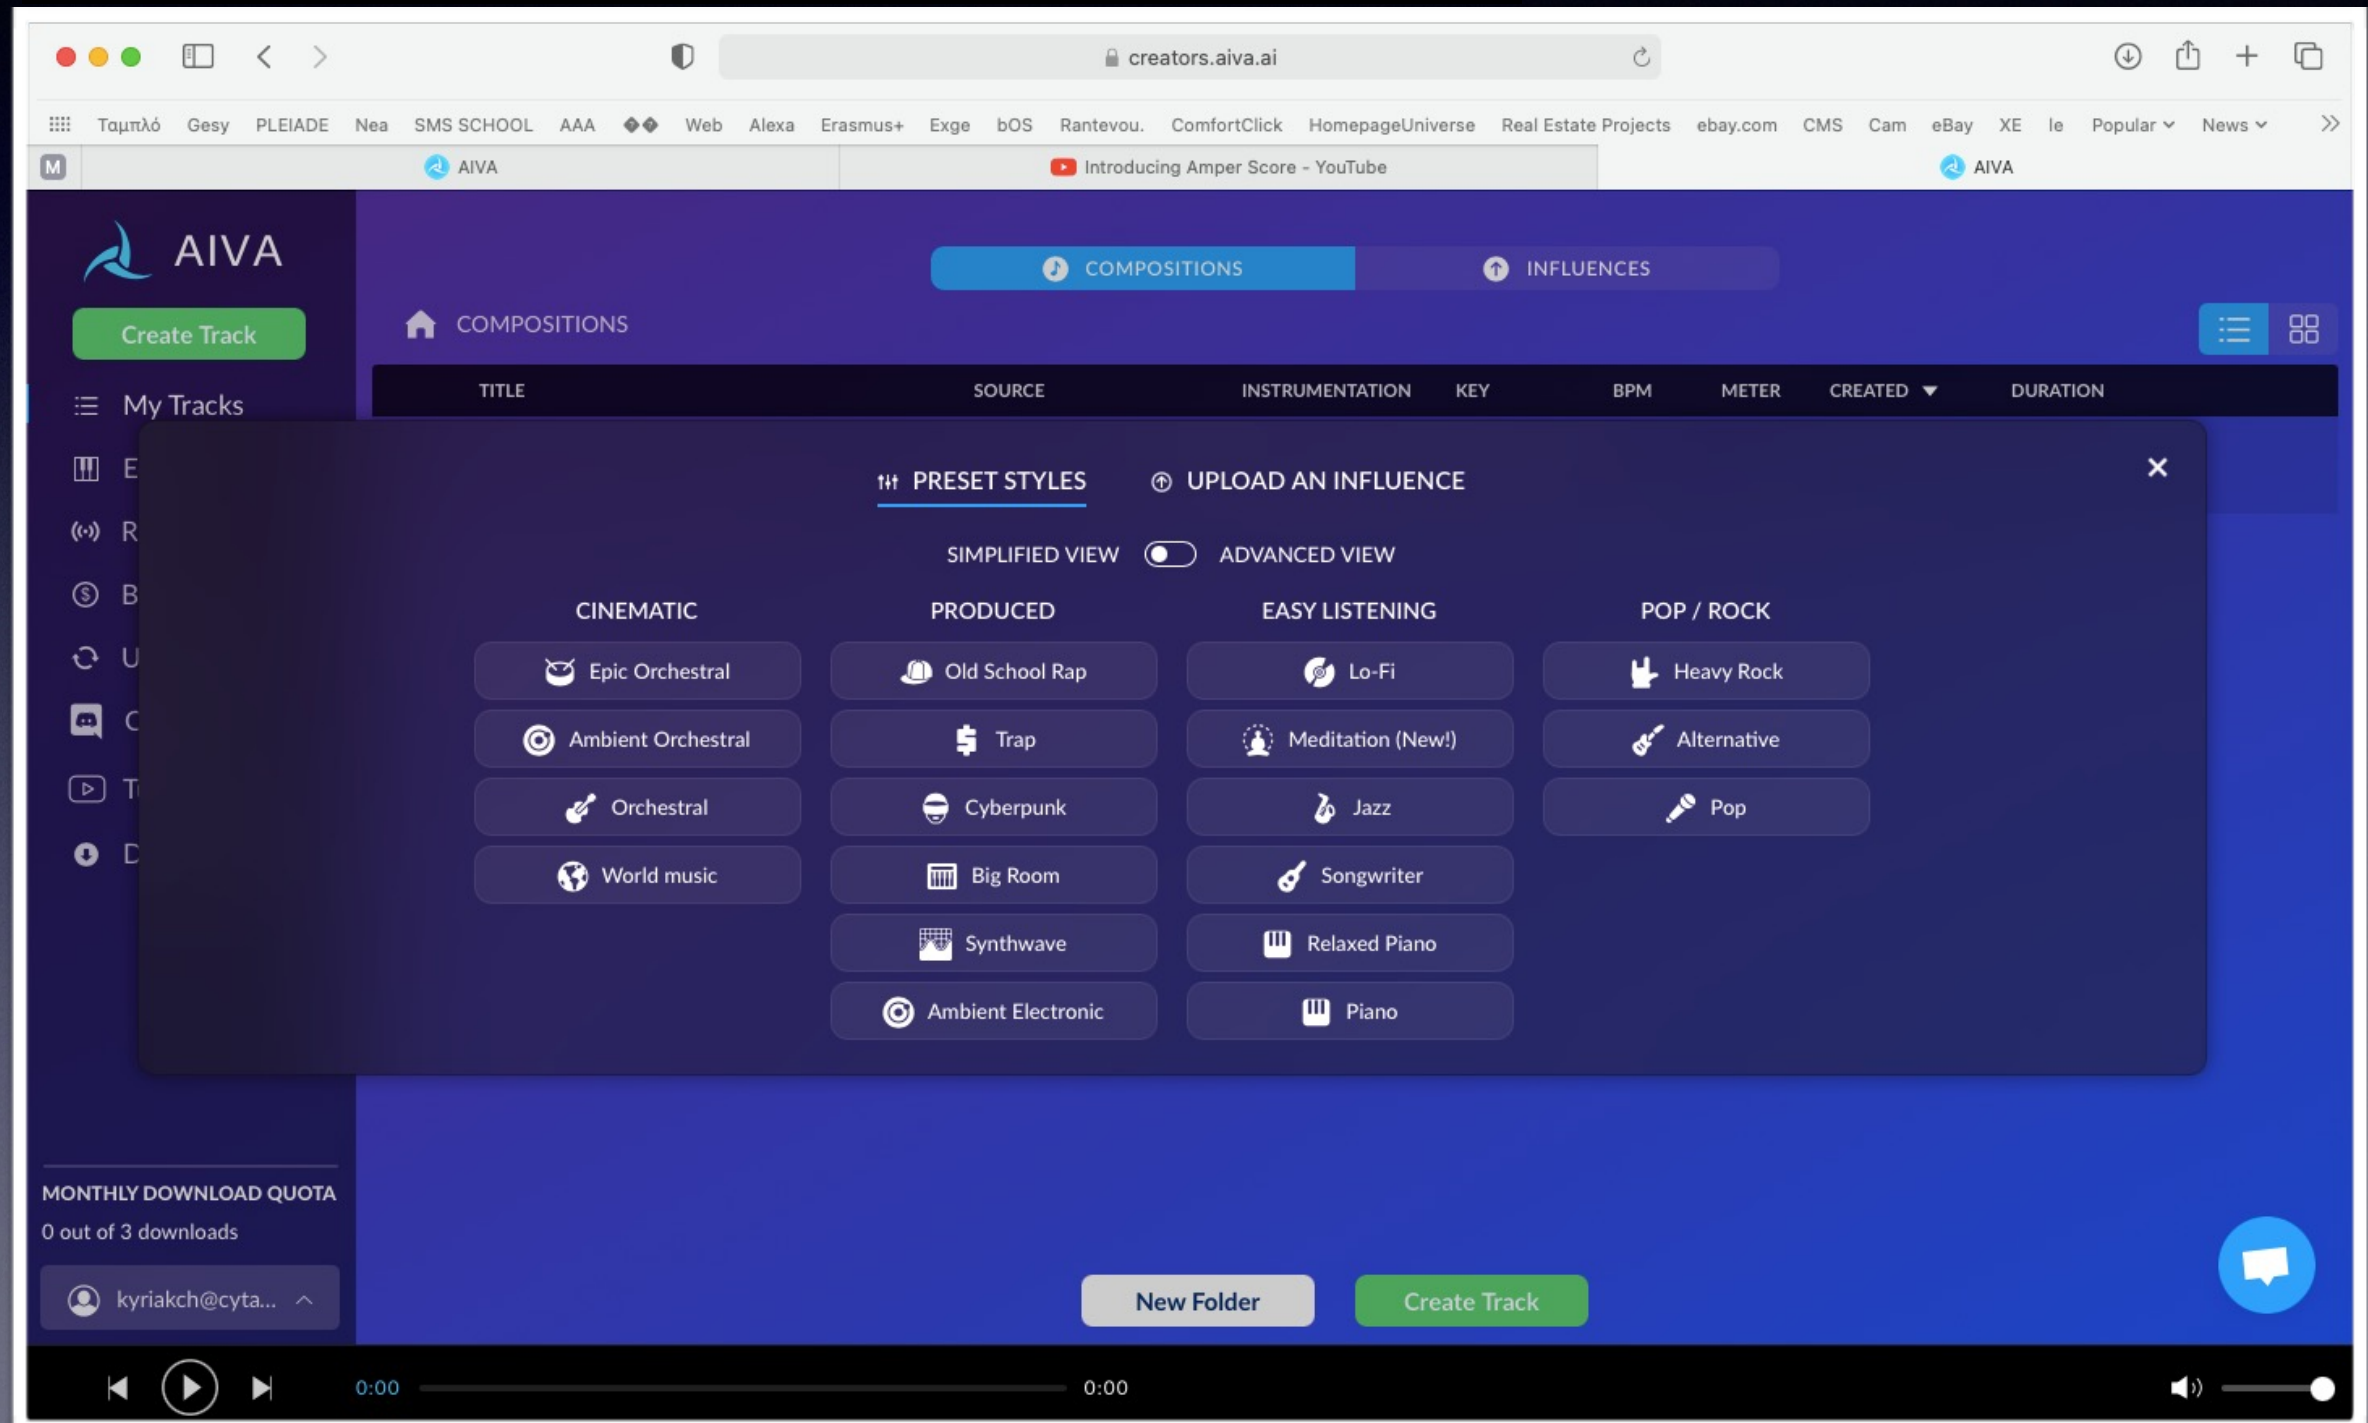 creators.aiva.ai
Ταμπλό Gesy PLEIADE Nea SMS SCHOOL AAA �� Web Alexa Erasmus+ Exge bOS Rantevou. ComfortClick HomepageUniverse Real Estate Projects ebay.com CMS Cam eBay XE le Popular News
M AIVA Introducing Amper Score - YouTube AIVA
AIVA
COMPOSITIONS INFLUENCES
Create Track
COMPOSITIONS
TITLE SOURCE INSTRUMENTATION KEY BPM METER CREATED DURATION
My Tracks
E
R
B
U
C
T
D
PRESET STYLES UPLOAD AN INFLUENCE
SIMPLIFIED VIEW ADVANCED VIEW
CINEMATIC PRODUCED EASY LISTENING POP / ROCK
Epic Orchestral Old School Rap Lo-Fi Heavy Rock
Ambient Orchestral Trap Meditation (New!) Alternative
Orchestral Cyberpunk Jazz Pop
World music Big Room Songwriter
Synthwave Relaxed Piano
Ambient Electronic Piano
MONTHLY DOWNLOAD QUOTA
0 out of 3 downloads
kyriakch@cyta...
New Folder Create Track
0:00 0:00